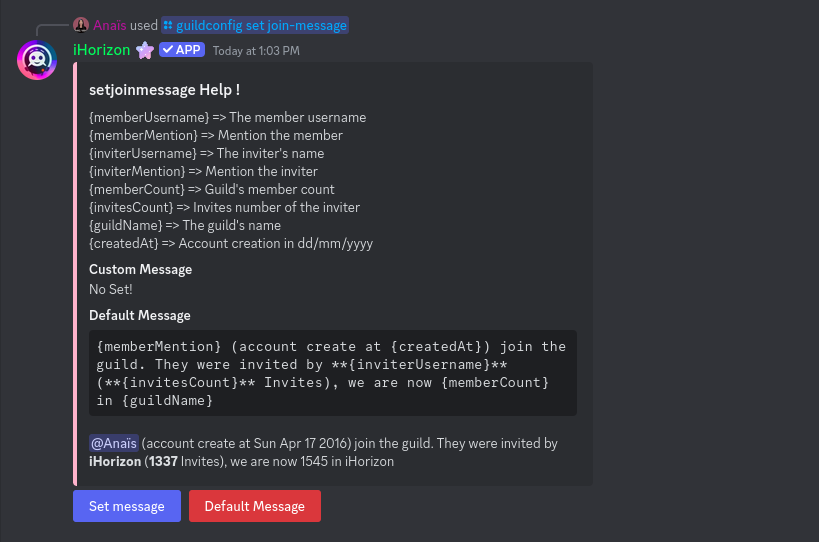 Anaïs used guildconfig set join-message
iHorizon APP Today at 1:03 PM
setjoinmessage Help !
{memberUsername} => The member username
{memberMention} => Mention the member
{inviterUsername} => The inviter's name
{inviterMention} => Mention the inviter
{memberCount} => Guild's member count
{invitesCount} => Invites number of the inviter
{guildName} => The guild's name
{createdAt} => Account creation in dd/mm/yyyy
Custom Message
No Set!
Default Message
{memberMention} (account create at {createdAt}) join the
guild. They were invited by **{inviterUsername}**
(**{invitesCount}** Invites), we are now {memberCount}
in {guildName}
@Anaïs (account create at Sun Apr 17 2016) join the guild. They were invited by
iHorizon (1337 Invites), we are now 1545 in iHorizon
Set message
Default Message